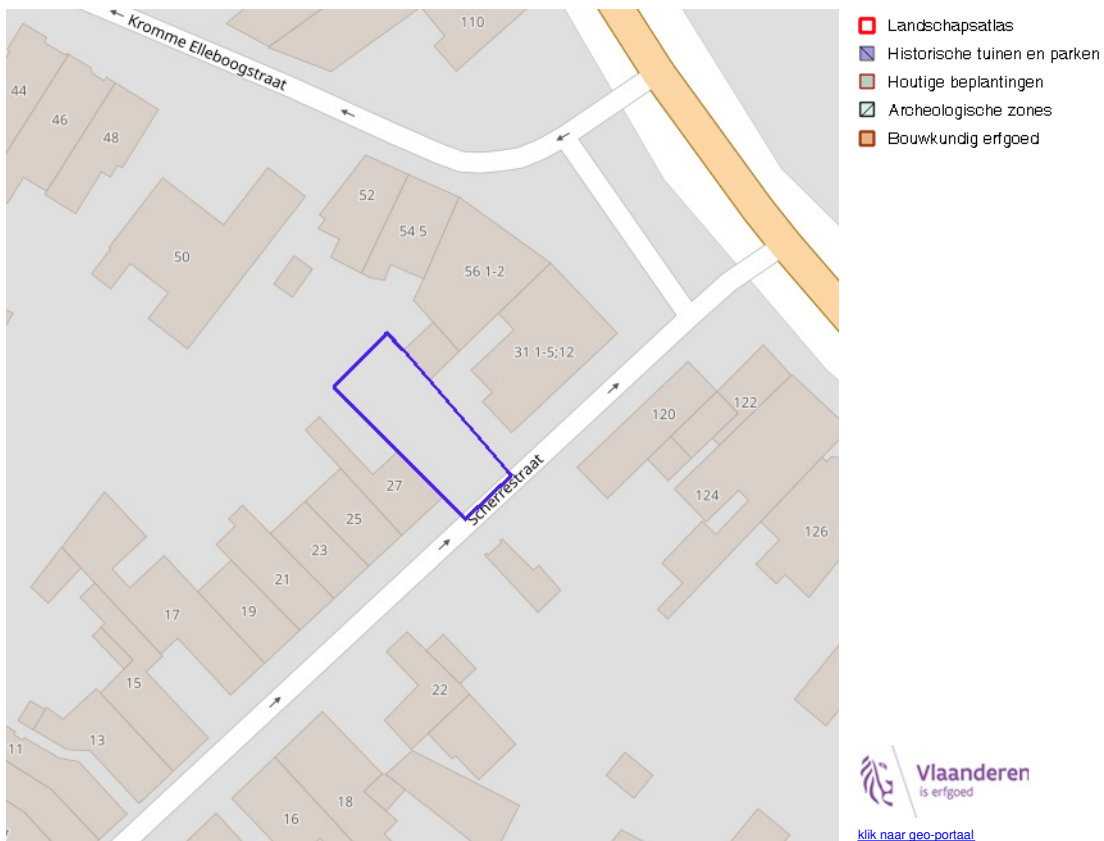 110
Kromme Elleboogstraat
44
46
48
52
54 5
50
56 1-2
31 1-5;12
120
122
27
Scherrestraat
124
25
126
23
21
19
17
15
22
13
11
18
16
Landschapsatlas
Historische tuinen en parken
Houtige beplantingen
Archeologische zones
Bouwkundig erfgoed
Vlaanderen
is erfgoed
klik naar geo-portaal